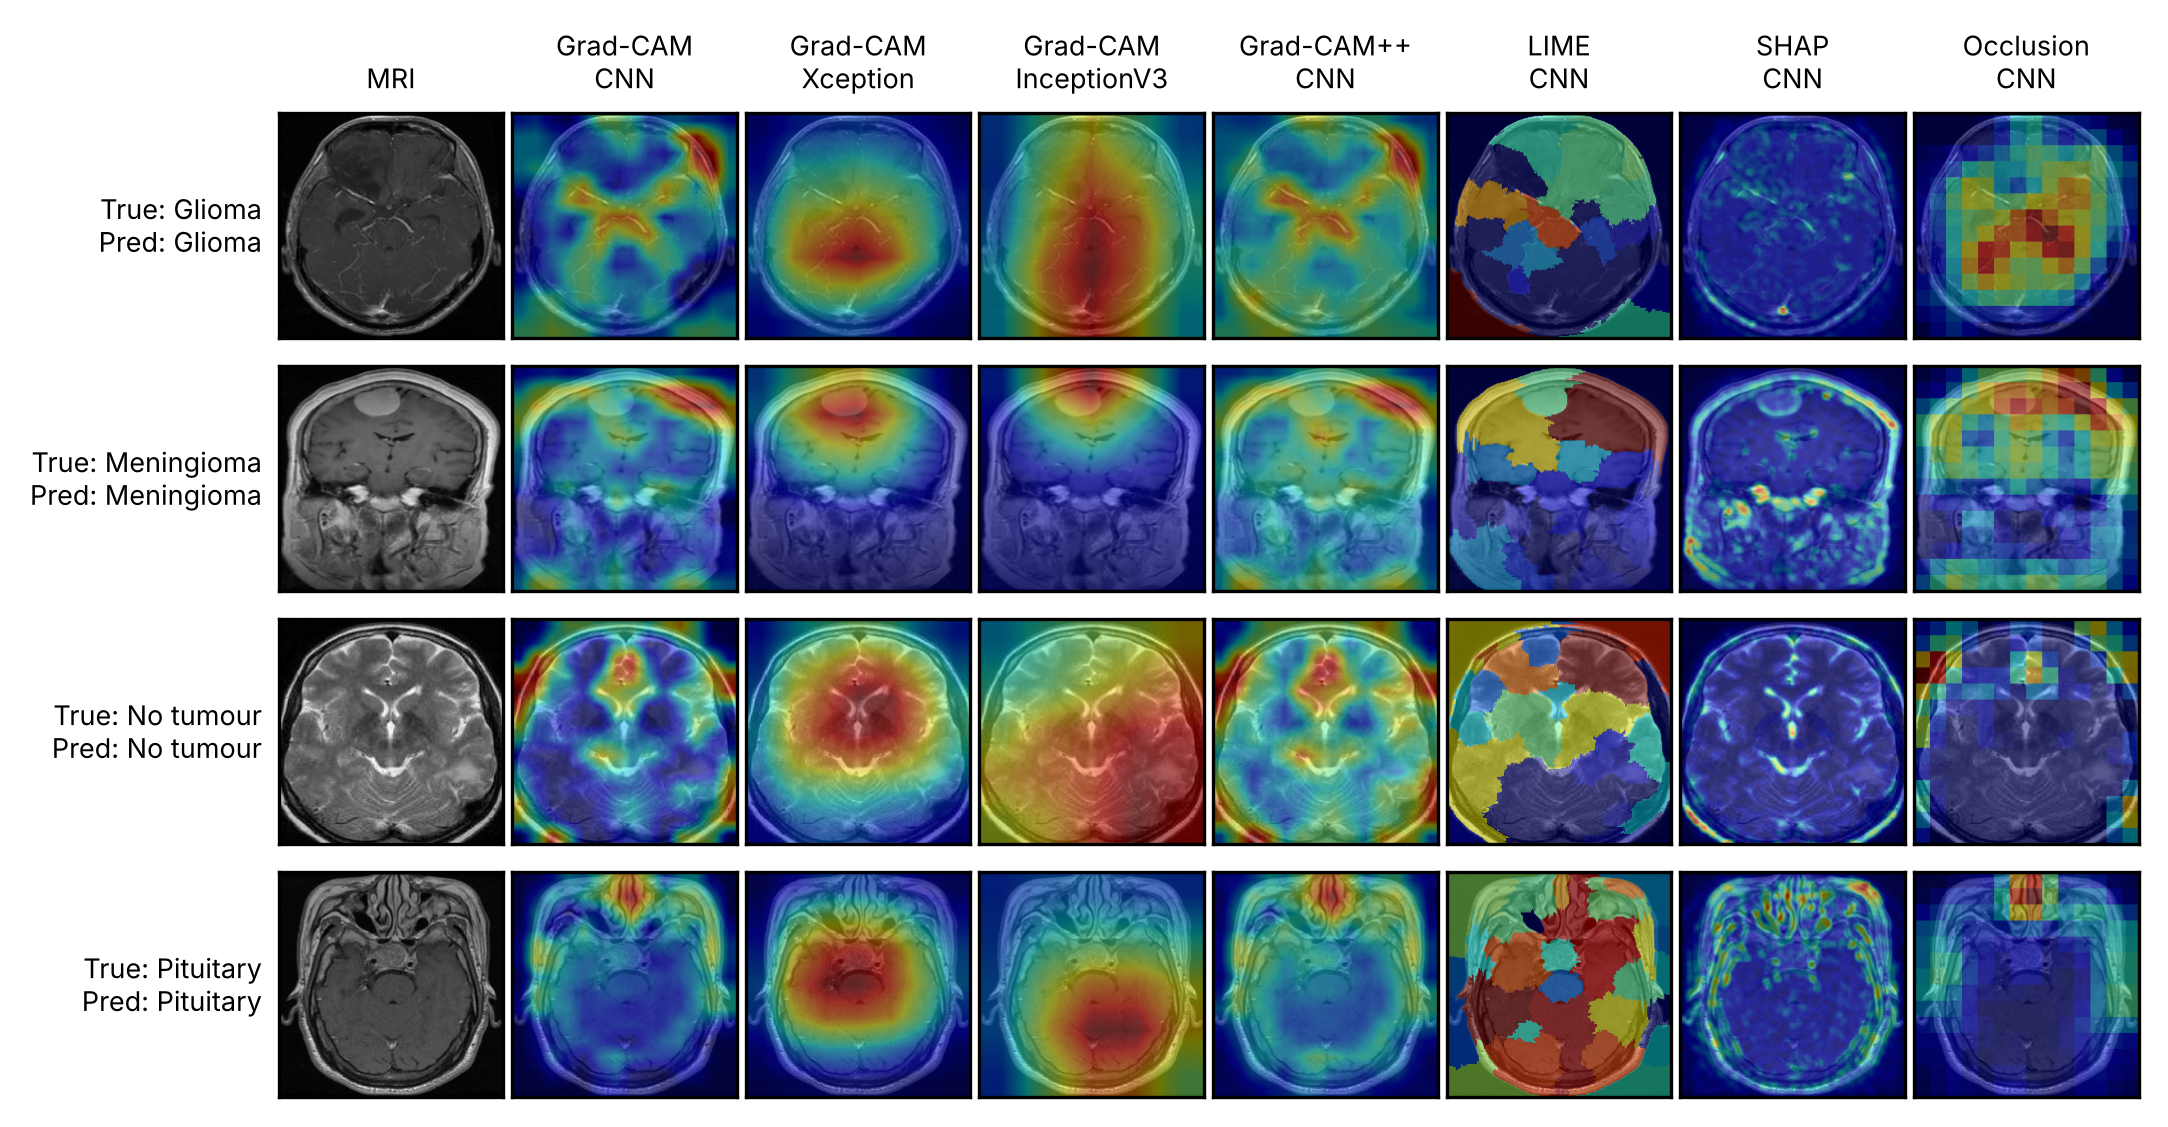 MRI
Grad-CAM
CNN
Grad-CAM
Xception
Grad-CAM
InceptionV3
Grad-CAM++
CNN
LIME
CNN
SHAP
CNN
Occlusion
CNN
True: Glioma
Pred: Glioma
True: Meningioma
Pred: Meningioma
True: No tumour
Pred: No tumour
True: Pituitary
Pred: Pituitary